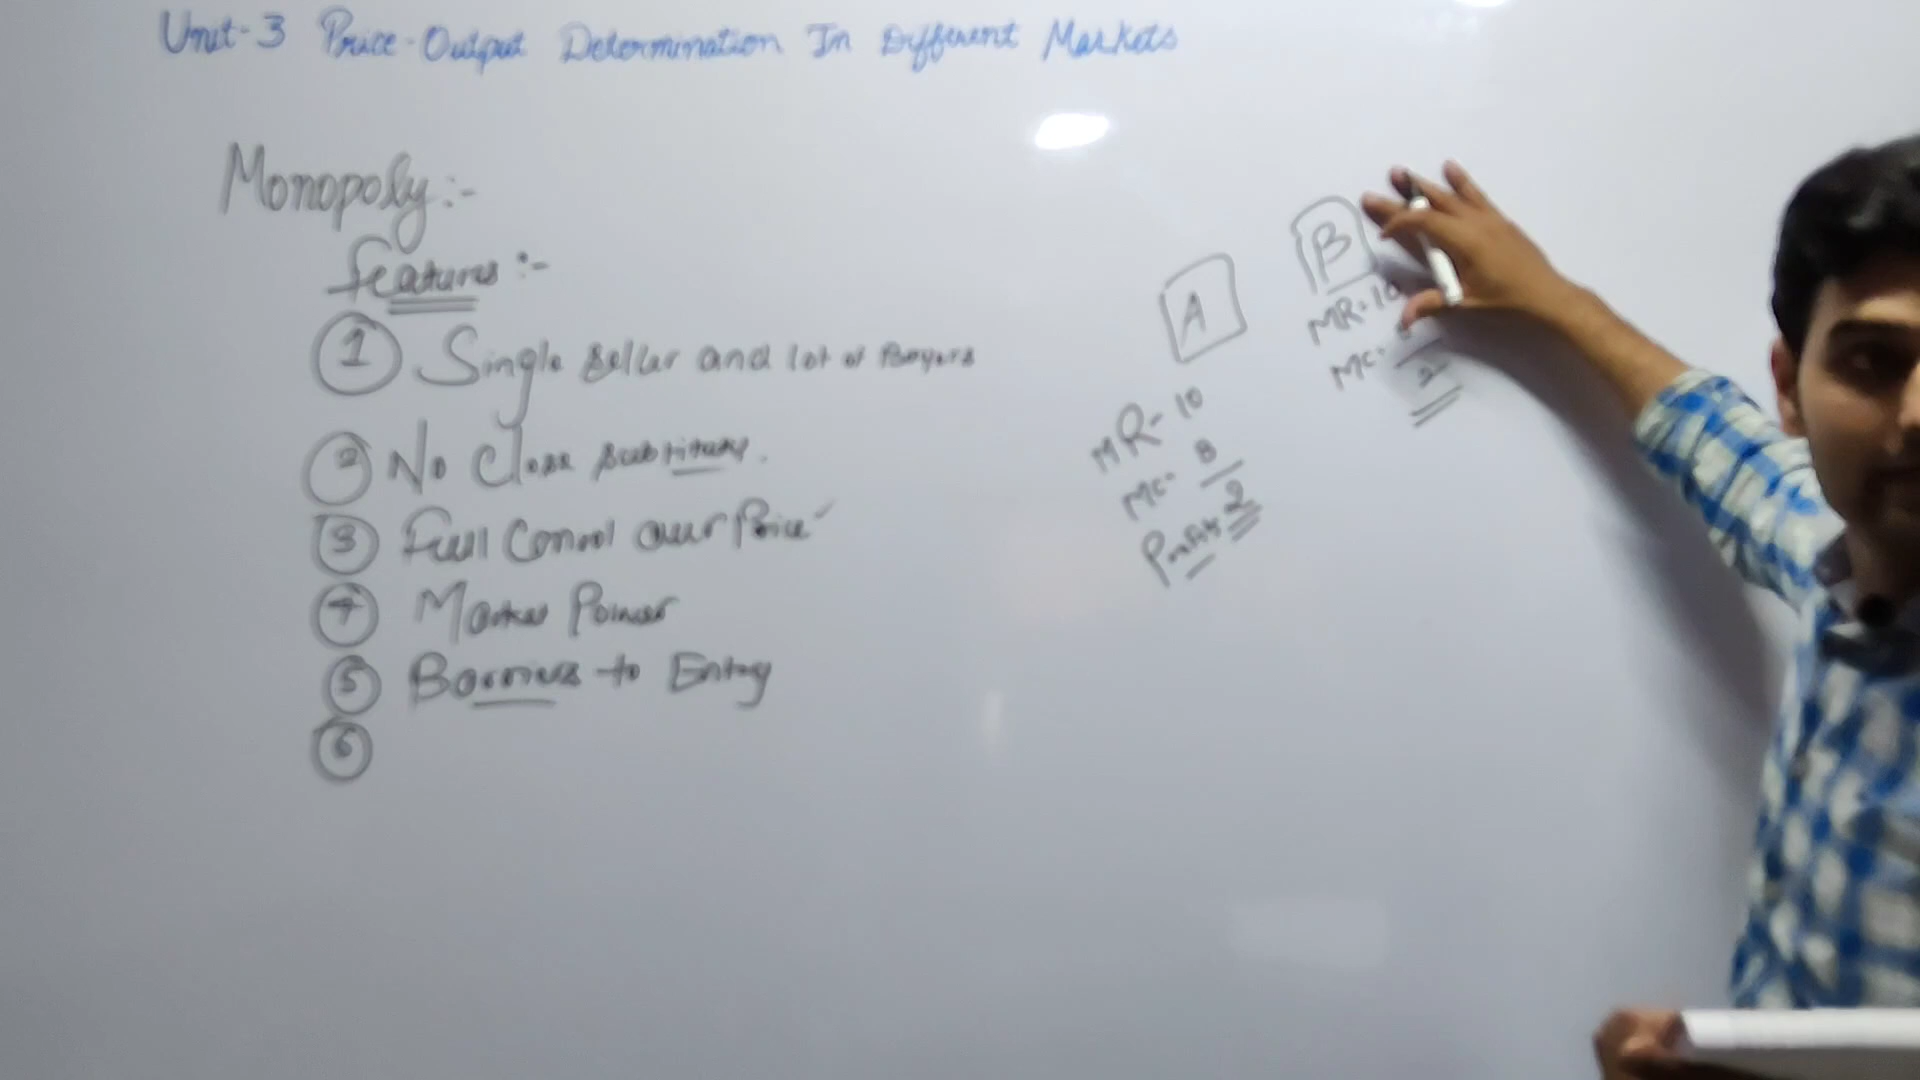 Unit-3 Price-Output Determination In Different Markets
Monopoly:-
features:-
① Single seller and lot of Buyers
② No Close substitutes.
③ Full Control over Price
④ Market Power
⑤ Barriers to Entry
⑥
A
MR- 10
MC- 8
Profit 2
B
MR- 10
MC-
2